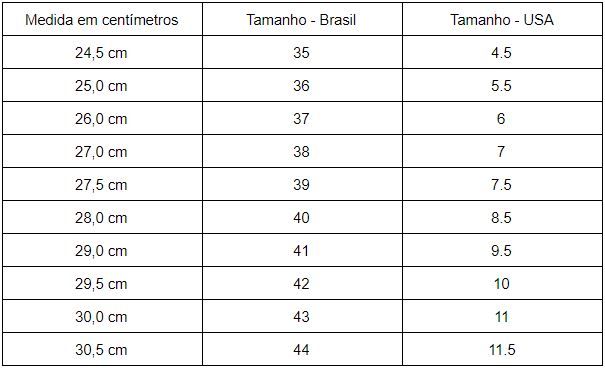 Medida em centímetros Tamanho - Brasil Tamanho - USA
24,5 cm 35 4.5
25,0 cm 36 5.5
26,0 cm 37 6
27,0 cm 38 7
27,5 cm 39 7.5
28,0 cm 40 8.5
29,0 cm 41 9.5
29,5 cm 42 10
30,0 cm 43 11
30,5 cm 44 11.5